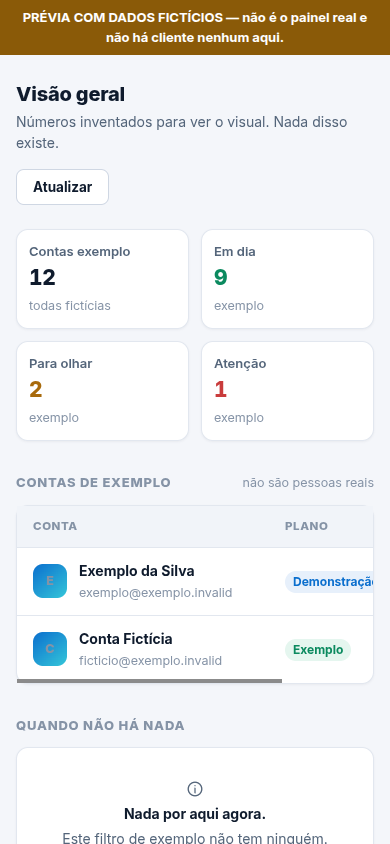 PRÉVIA COM DADOS FICTÍCIOS — não é o painel real e
não há cliente nenhum aqui.
Visão geral
Números inventados para ver o visual. Nada disso
existe.
Atualizar
Contas exemplo
12
todas fictícias
Em dia
9
exemplo
Para olhar
2
exemplo
Atenção
1
exemplo
CONTAS DE EXEMPLO
não são pessoas reais
CONTA
PLANO
E
Exemplo da Silva
exemplo@exemplo.invalid
Demonstração
C
Conta Fictícia
ficticio@exemplo.invalid
Exemplo
QUANDO NÃO HÁ NADA
Nada por aqui agora.
Este filtro de exemplo não tem ninguém.